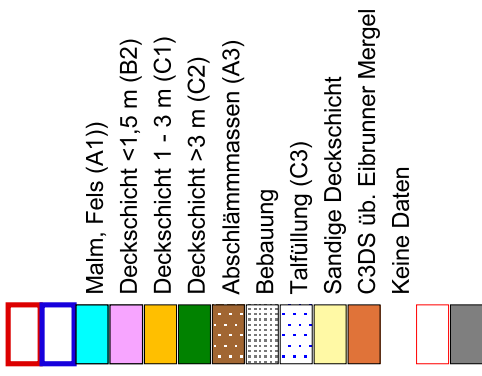 Malm, Fels (A1))
Deckschicht <1,5 m (B2)
Deckschicht 1 - 3 m (C1)
Deckschicht >3 m (C2)
Abschlämmmassen (A3)
Bebauung
Talfüllung (C3)
Sandige Deckschicht
C3DS üb. Eibrunner Mergel
Keine Daten